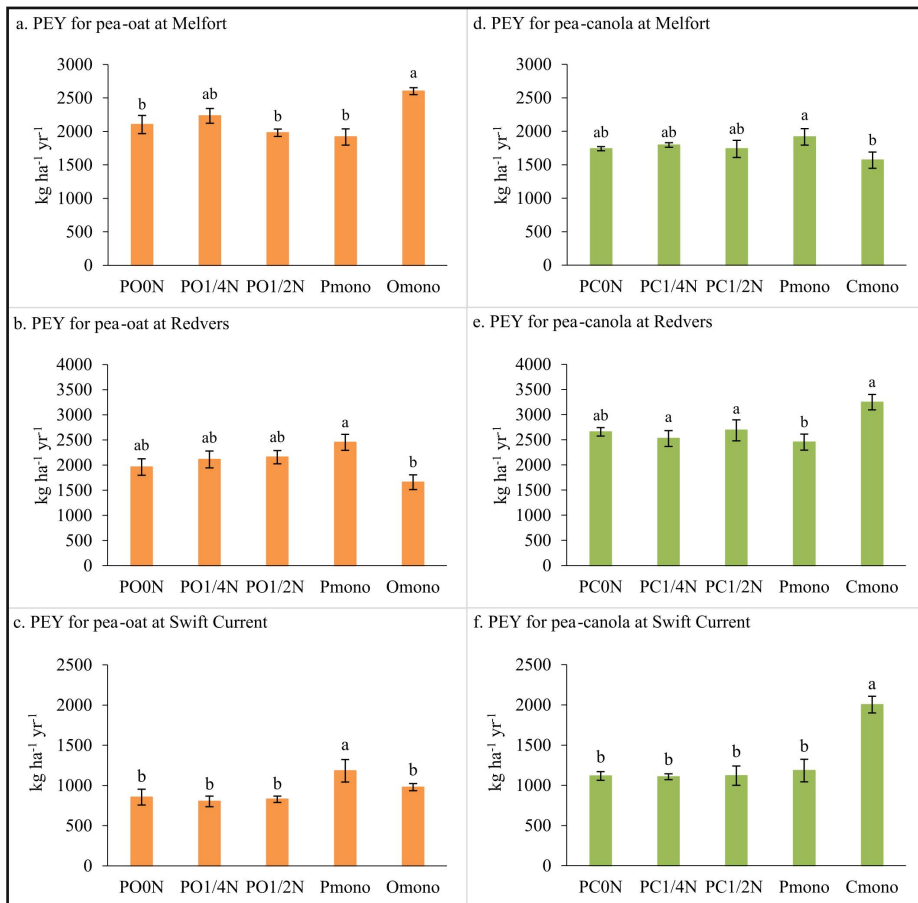 a. PEY for pea-oat at Melfort
kg ha-1 yr-1
3000
2500
2000
1500
1000
500
0
b
ab
b
b
a
PO0N PO1/4N PO1/2N Pmono Omono
d. PEY for pea-canola at Melfort
kg ha-1 yr-1
3000
2500
2000
1500
1000
500
0
ab
ab
ab
a
b
PC0N PC1/4N PC1/2N Pmono Cmono
b. PEY for pea-oat at Redvers
kg ha-1 yr-1
4000
3500
3000
2500
2000
1500
1000
500
0
ab
ab
ab
a
b
PO0N PO1/4N PO1/2N Pmono Omono
e. PEY for pea-canola at Redvers
kg ha-1 yr-1
4000
3500
3000
2500
2000
1500
1000
500
0
ab
a
a
b
a
PC0N PC1/4N PC1/2N Pmono Cmono
c. PEY for pea-oat at Swift Current
kg ha-1 yr-1
2500
2000
1500
1000
500
0
b
b
b
a
b
PO0N PO1/4N PO1/2N Pmono Omono
f. PEY for pea-canola at Swift Current
kg ha-1 yr-1
2500
2000
1500
1000
500
0
b
b
b
b
a
PC0N PC1/4N PC1/2N Pmono Cmono